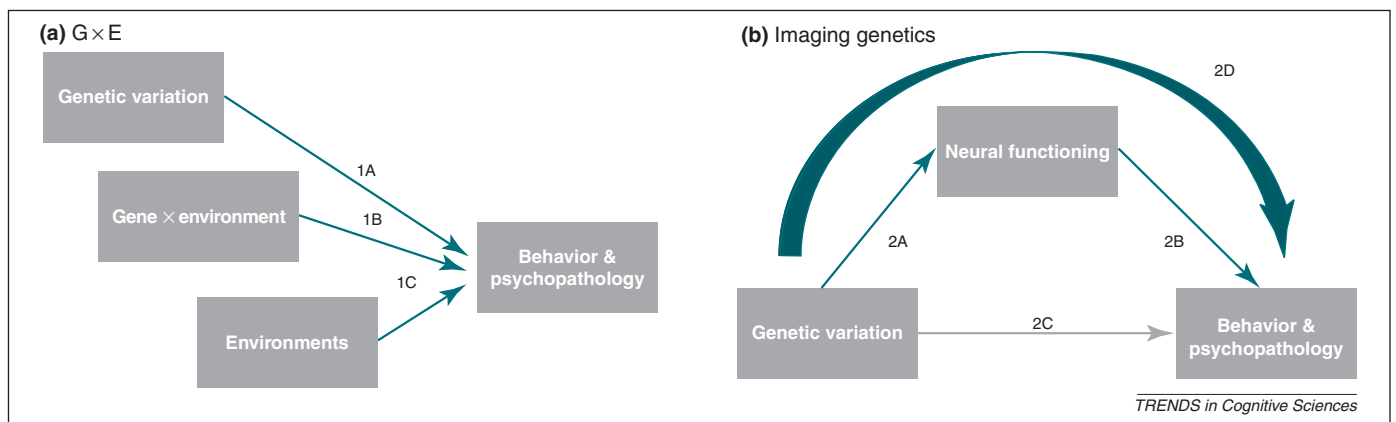 (a) G × E
Genetic variation
1A
Gene × environment
1B
Behavior &
psychopathology
1C
Environments
(b) Imaging genetics
2D
Neural functioning
2A
2B
Genetic variation
2C
Behavior &
psychopathology
TRENDS in Cognitive Sciences